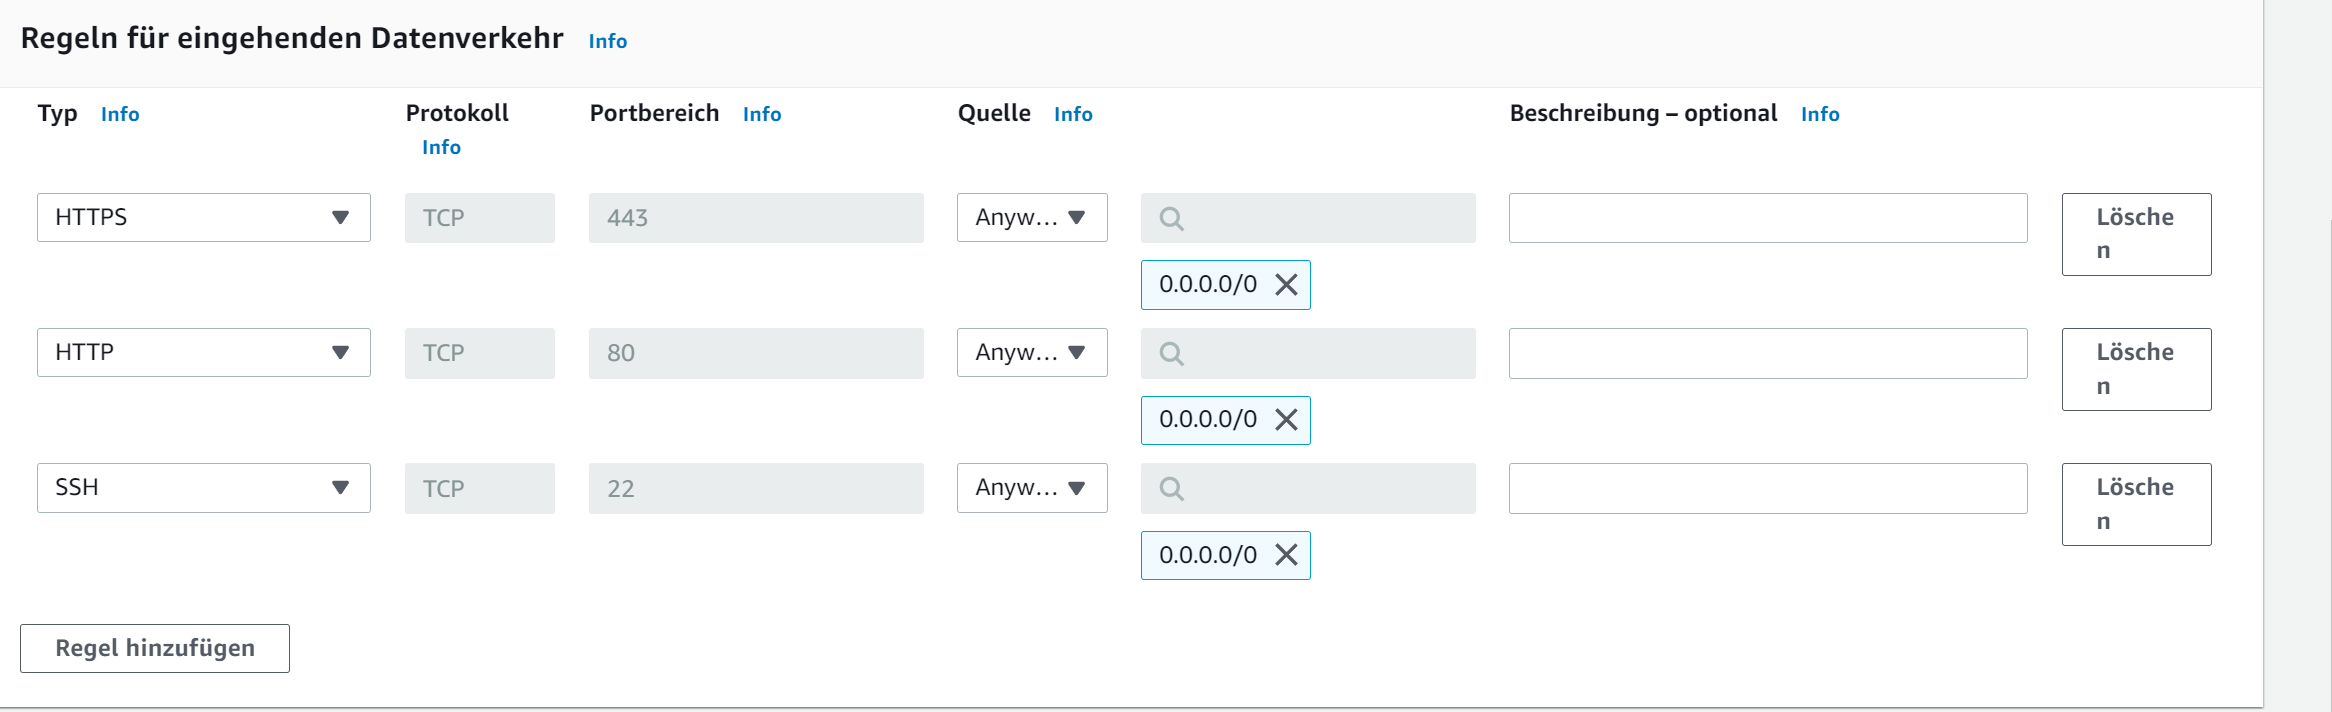 Regeln für eingehenden Datenverkehr Info
Typ Info
Protokoll
Info
Portbereich Info
Quelle Info
Beschreibung – optional Info
HTTPS
TCP
443
Anyw...
0.0.0.0/0
Lösche
n
HTTP
TCP
80
Anyw...
0.0.0.0/0
Lösche
n
SSH
TCP
22
Anyw...
0.0.0.0/0
Lösche
n
Regel hinzufügen